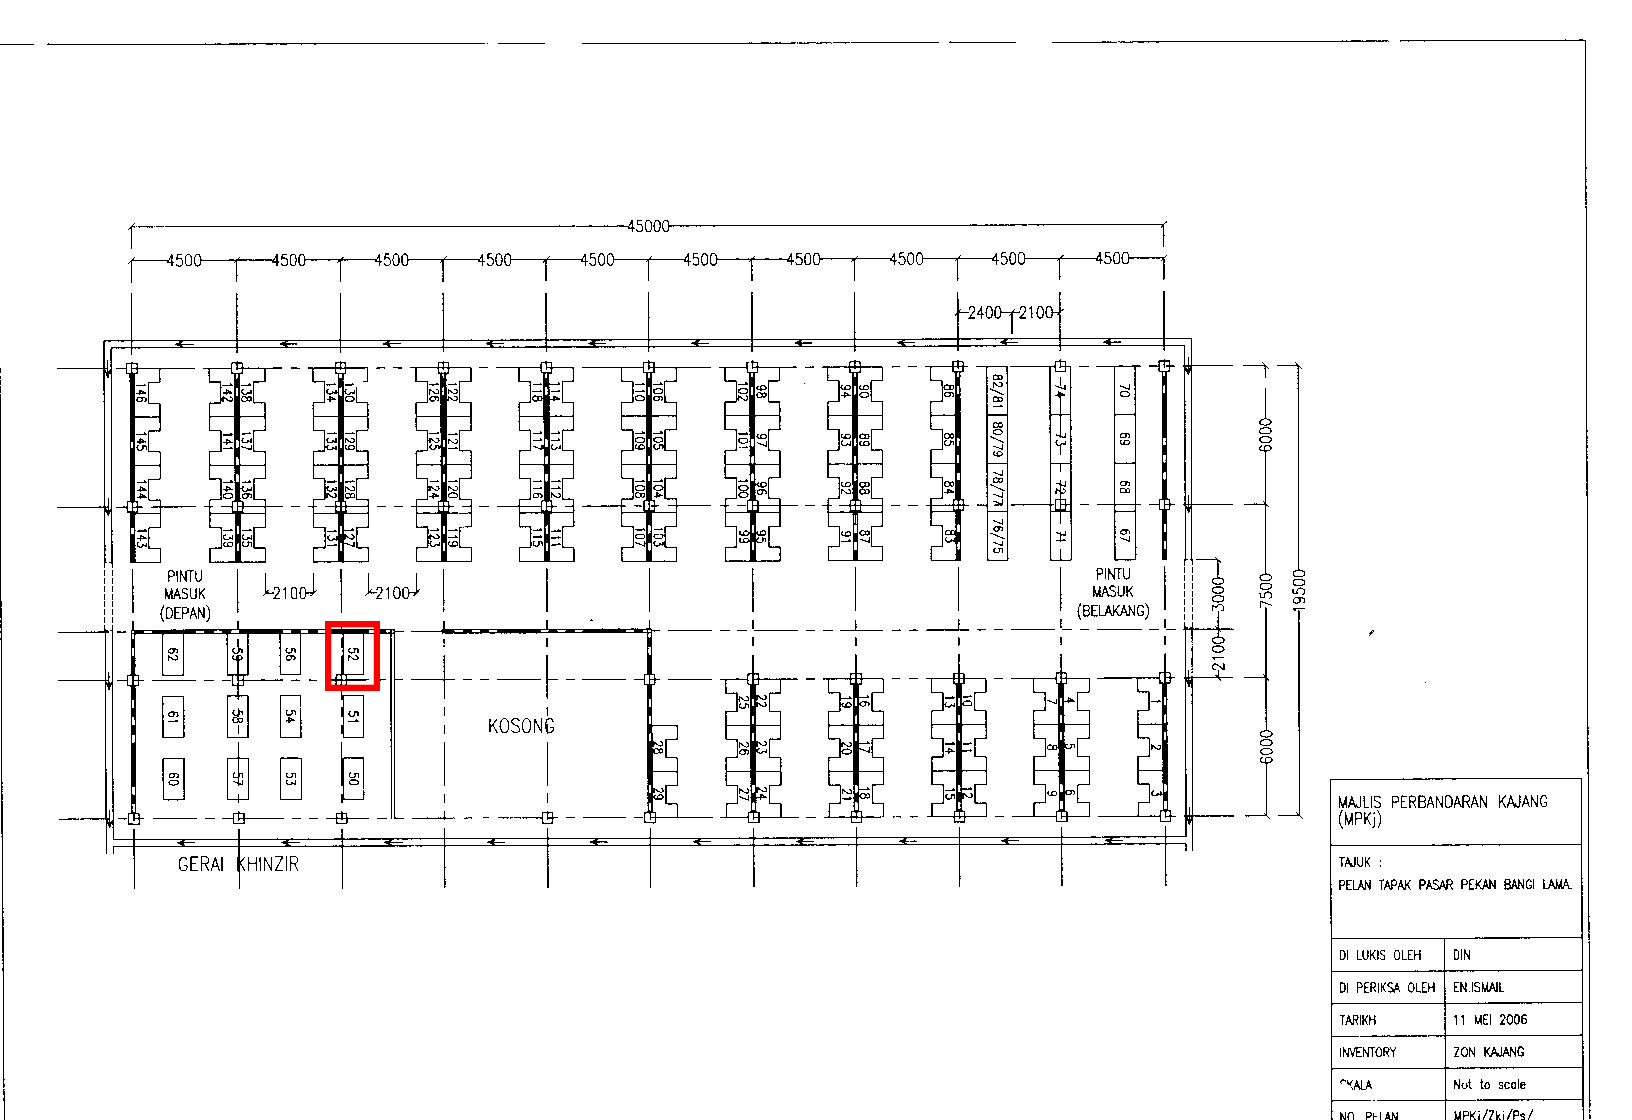 45000
4500 4500 4500 4500 4500 4500 4500 4500 4500 4500
2400 2100
146 142 138 134 130 126 122 118 114 110 106 102 98 94 90 86 82/81 74 70
145 141 137 133 129 125 121 117 113 109 105 101 97 93 89 85 80/79 73 69
144 140 136 132 128 124 120 116 112 108 104 100 96 92 88 84 78/77 72 68
143 139 135 131 127 123 119 115 111 107 103 99 95 91 87 83 76/75 71 67
6000
7500
19500
3000
2100
6000
PINTU
MASUK
(DEPAN)
2100 2100
PINTU
MASUK
(BELAKANG)
62 59 56 52
61 58 54 51
60 57 53 50
KOSONG
25 22 19 16 13 10 7 4 1
28 26 23 20 17 14 11 8 5 2
29 27 24 21 18 15 12 9 6 3
GERAI KHINZIR
MAJLIS PERBANDARAN KAJANG
(MPKj)
TAJUK :
PELAN TAPAK PASAR PEKAN BANGI LAMA.
DI LUKIS OLEH DIN
DI PERIKSA OLEH EN.ISMAIL
TARIKH 11 MEI 2006
INVENTORY ZON KAJANG
SKALA Not to scale
NO. PELAN MPKj/Zkj/Ps/